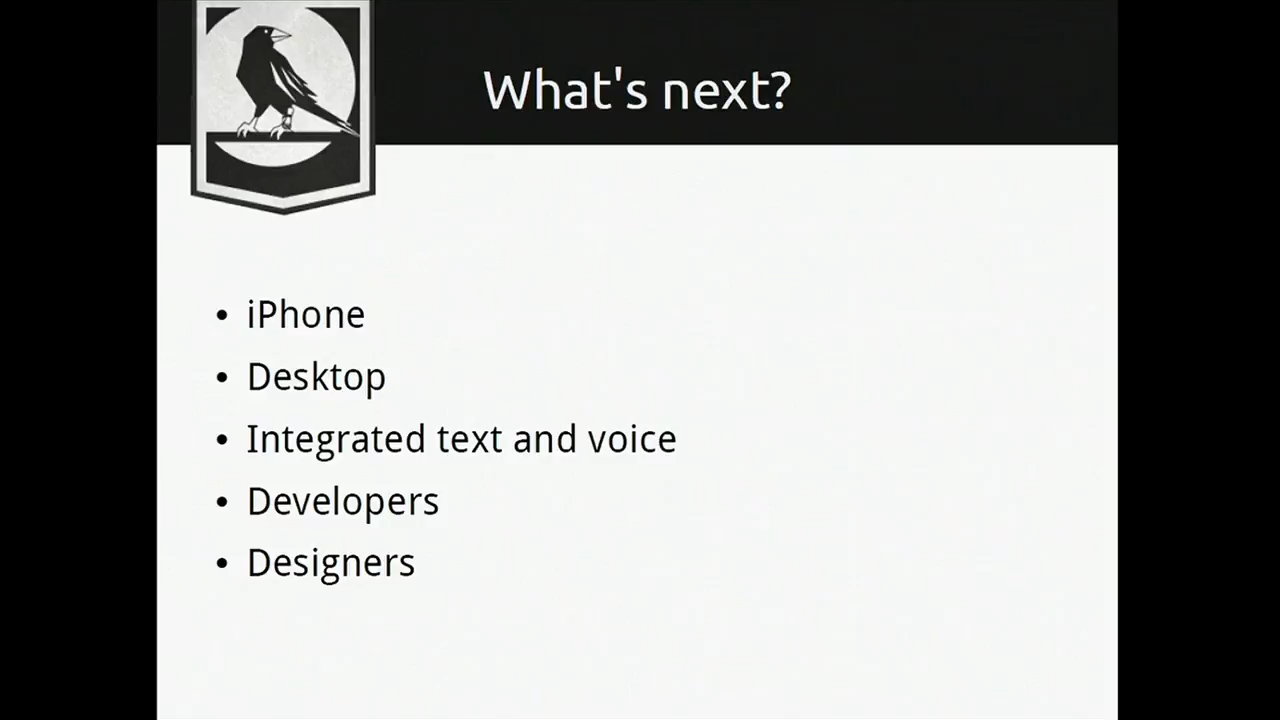 What's next?
• iPhone
• Desktop
• Integrated text and voice
• Developers
• Designers